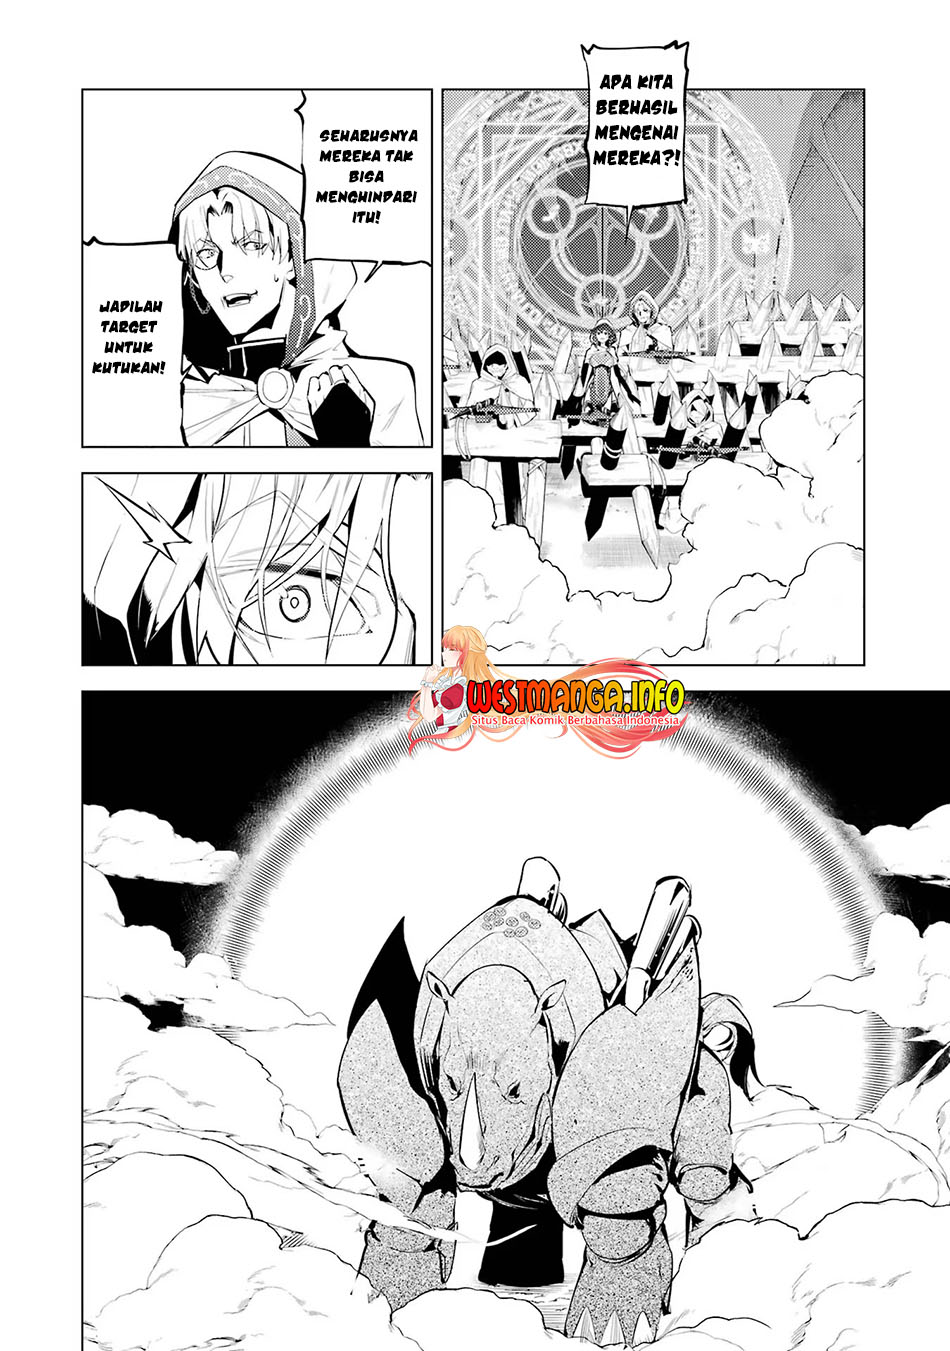 APA KITA
BERHASIL
MENGENAI
MEREKA?!
SEHARUSNYA
MEREKA TAK
BISA
MENGHINDARI
ITU!
JADILAH
TARGET
UNTUK
KUTUKAN!
WESTMANGA.INFO
Situs Baca Komik Berbahasa Indonesia